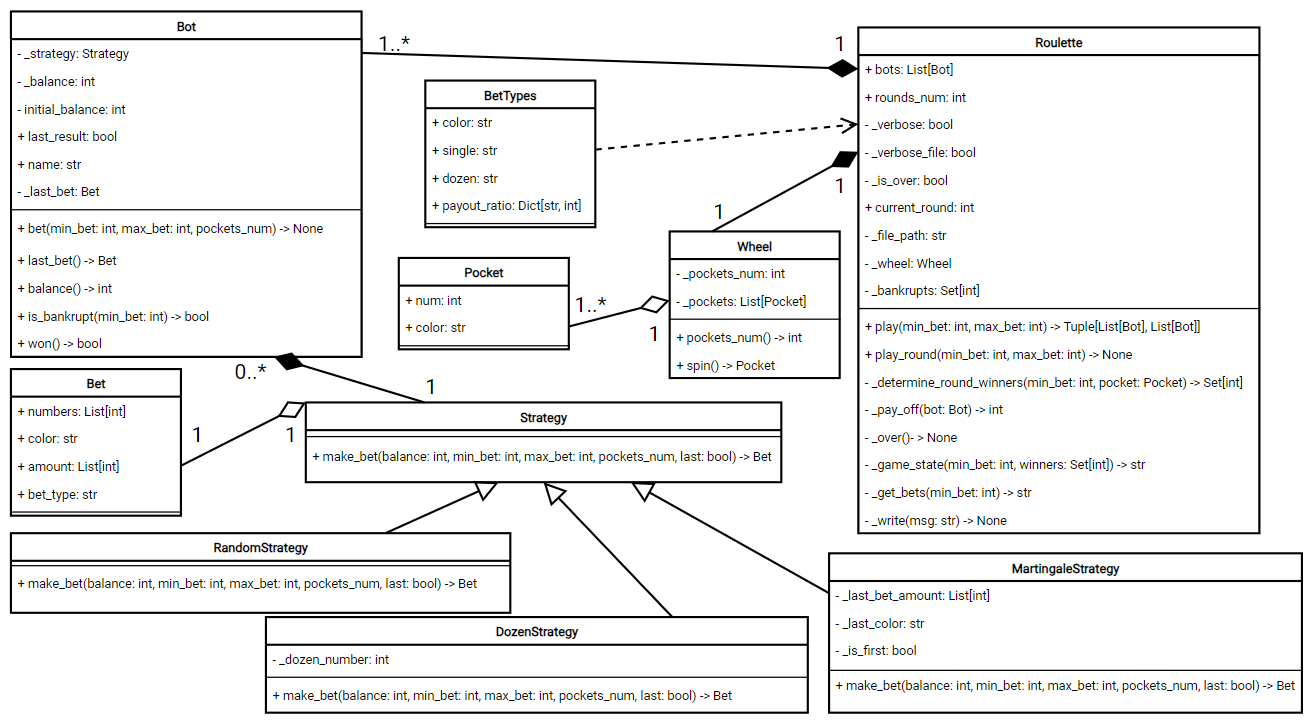 Bot
- _strategy: Strategy
- _balance: int
- initial_balance: int
+ last_result: bool
+ name: str
- _last_bet: Bet
+ bet(min_bet: int, max_bet: int, pockets_num) -> None
+ last_bet() -> Bet
+ balance() -> int
+ is_bankrupt(min_bet: int) -> bool
+ won() -> bool
1..*
1
Roulette
+ bots: List[Bot]
+ rounds_num: int
- _verbose: bool
- _verbose_file: bool
- _is_over: bool
+ current_round: int
- _file_path: str
- _wheel: Wheel
- _bankrupts: Set[int]
+ play(min_bet: int, max_bet: int) -> Tuple[List[Bot], List[Bot]]
+ play_round(min_bet: int, max_bet: int) -> None
- _determine_round_winners(min_bet: int, pocket: Pocket) -> Set[int]
- _pay_off(bot: Bot) -> int
- _over()- > None
- _game_state(min_bet: int, winners: Set[int]) -> str
- _get_bets(min_bet: int) -> str
- _write(msg: str) -> None
BetTypes
+ color: str
+ single: str
+ dozen: str
+ payout_ratio: Dict[str, int]
1
1
Wheel
- _pockets_num: int
- _pockets: List[Pocket]
+ pockets_num() -> int
+ spin() -> Pocket
Pocket
+ num: int
+ color: str
1..*
1
0..*
1
Bet
+ numbers: List[int]
+ color: str
+ amount: List[int]
+ bet_type: str
1
1
Strategy
+ make_bet(balance: int, min_bet: int, max_bet: int, pockets_num, last: bool) -> Bet
RandomStrategy
+ make_bet(balance: int, min_bet: int, max_bet: int, pockets_num, last: bool) -> Bet
DozenStrategy
- _dozen_number: int
+ make_bet(balance: int, min_bet: int, max_bet: int, pockets_num, last: bool) -> Bet
MartingaleStrategy
- _last_bet_amount: List[int]
- _last_color: str
- _is_first: bool
+ make_bet(balance: int, min_bet: int, max_bet: int, pockets_num, last: bool) -> Bet